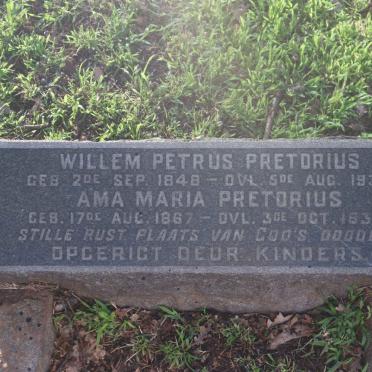 WILLEM PETRUS PRETORIUS
GEB. 2DE SEP. 1848 - OVL. 5DE AUG.
AMA MARIA PRETORIUS
GEB. 17DE AUG. 1867 - OVL. 3DE OCT.
STILLE RUST PLAATS VAN GOD'S
OPGERICT DEUR KINDERS